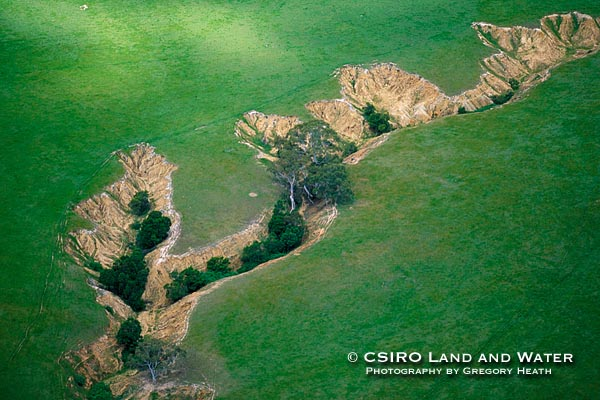 © CSIRO Land and Water
Photography by Gregory Heath